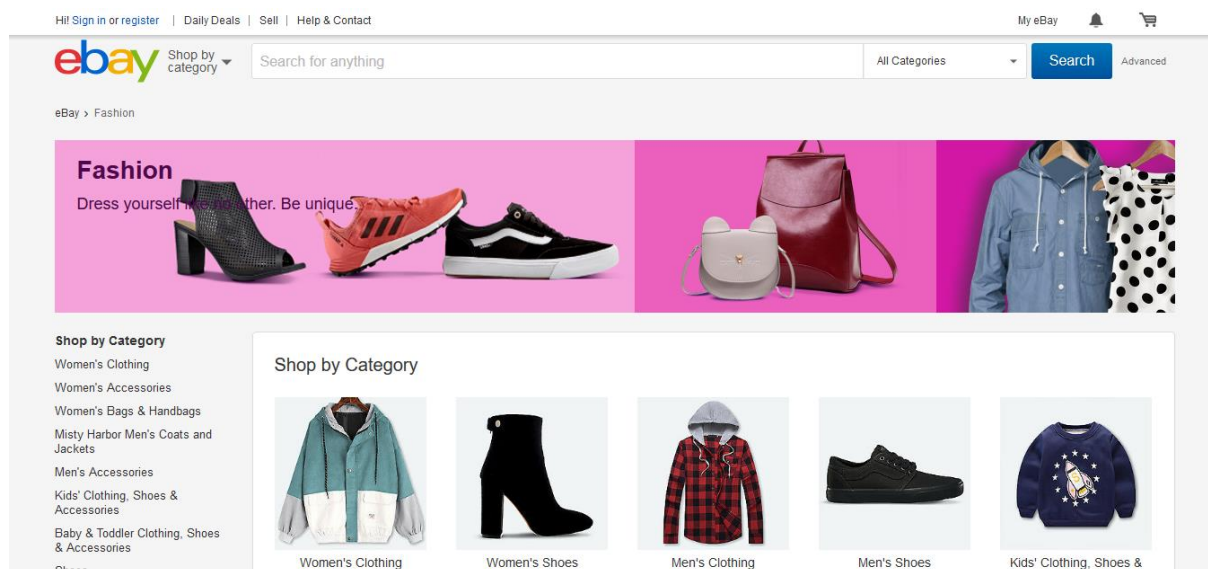 Hi! Sign in or register | Daily Deals | Sell | Help & Contact
My eBay
ebay
Shop by
category
Search for anything
All Categories
Search
Advanced
eBay > Fashion
Fashion
Dress yourself like no other. Be unique.
Shop by Category
Women's Clothing
Women's Accessories
Women's Bags & Handbags
Misty Harbor Men's Coats and
Jackets
Men's Accessories
Kids' Clothing, Shoes &
Accessories
Baby & Toddler Clothing, Shoes
& Accessories
Shop by Category
Women's Clothing
Women's Shoes
Men's Clothing
Men's Shoes
Kids' Clothing, Shoes &